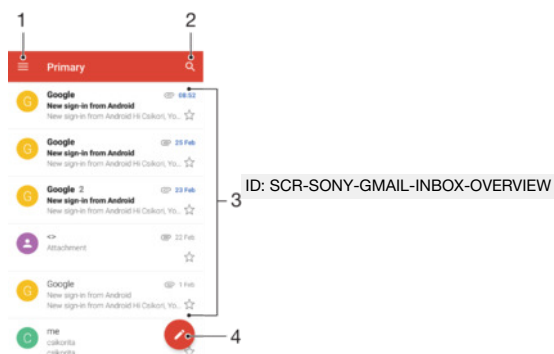 1 2
Primary
Google 08:52
New sign-in from Android
New sign-in from Android Hi Csikori, Yo..
Google 25 Feb
New sign-in from Android
New sign-in from Android Hi Csikori, Yo..
Google 2 23 Feb
New sign-in from Android
New sign-in from Android Hi Csikori, Yo..
3
ID: SCR-SONY-GMAIL-INBOX-OVERVIEW
<> 22 Feb
Attachment
Google 1 Feb
New sign-in from Android
New sign-in from Android Hi Csikori, Yo..
me
csikorita
csikorita
4
G
G
G
G
C